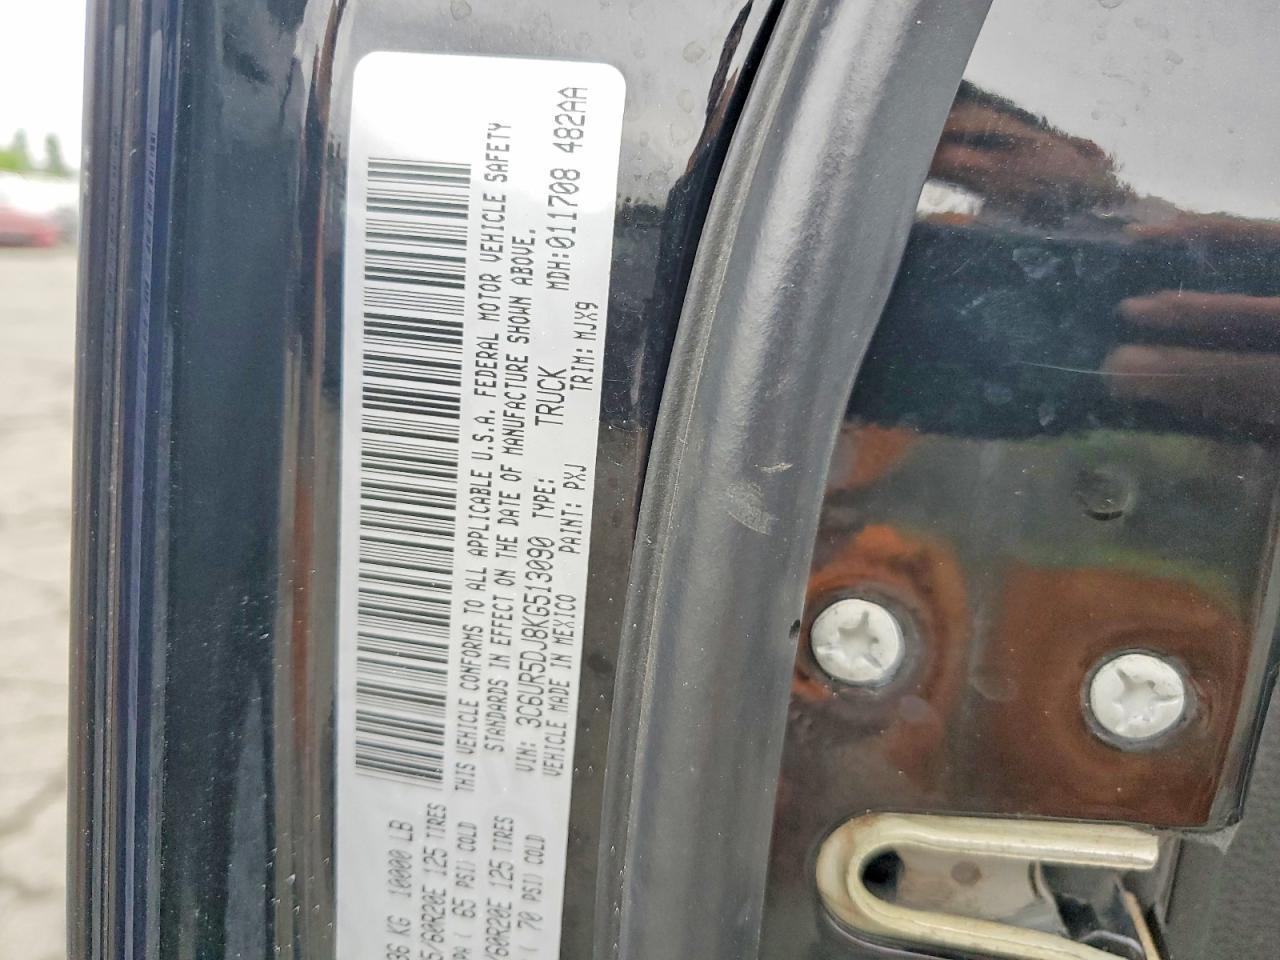 36 KG 10000 LB
5/60R20E 125 TIRES
PA ( 65 PSI) COLD
/60R20E 125 TIRES
( 70 PSI) COLD
THIS VEHICLE CONFORMS TO ALL APPLICABLE U.S.A. FEDERAL MOTOR VEHICLE SAFETY
STANDARDS IN EFFECT ON THE DATE OF MANUFACTURE SHOWN ABOVE.
VIN: 3C6UR5DJ8KG513090 TYPE: TRUCK MDH:011708 482AA
VEHICLE MADE IN MEXICO PAINT: PXJ TRIM: MJX9